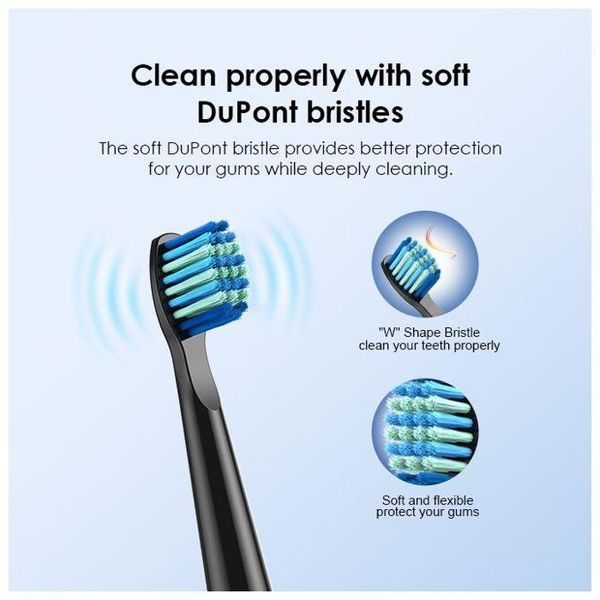 Clean properly with soft
DuPont bristles
The soft DuPont bristle provides better protection
for your gums while deeply cleaning.
"W" Shape Bristle
clean your teeth properly
Soft and flexible
protect your gums